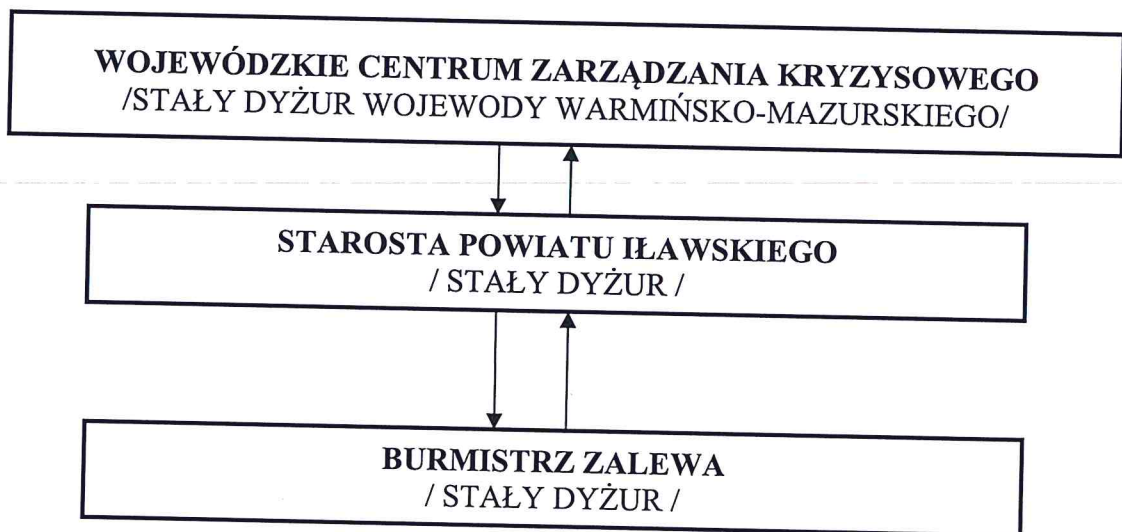 WOJEWÓDZKIE CENTRUM ZARZĄDZANIA KRYZYSOWEGO
/STAŁY DYŻUR WOJEWODY WARMIŃSKO-MAZURSKIEGO/
STAROSTA POWIATU IŁAWSKIEGO
/ STAŁY DYŻUR /
BURMISTRZ ZALEWA
/ STAŁY DYŻUR /